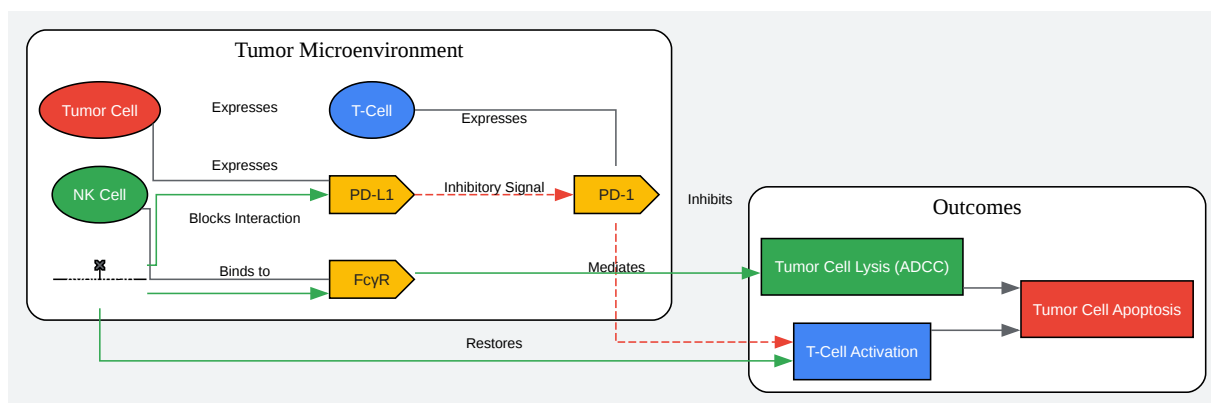 Tumor Microenvironment
Tumor Cell
Expresses
T-Cell
Expresses
Expresses
NK Cell
PD-L1
Inhibitory Signal
PD-1
Inhibits
Blocks Interaction
Outcomes
Binds to
FcγR
Mediates
Tumor Cell Lysis (ADCC)
Tumor Cell Apoptosis
Restores
T-Cell Activation